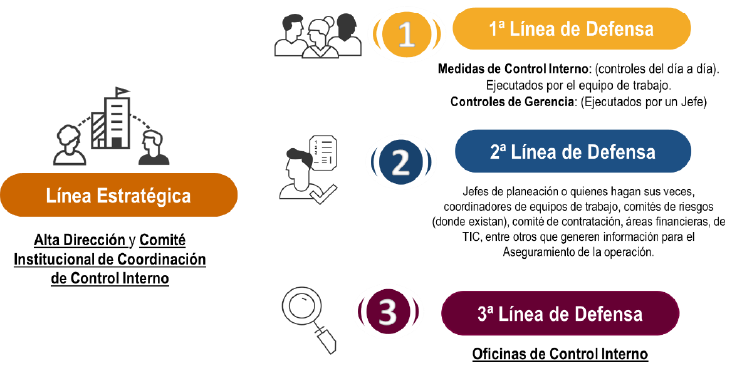 Línea Estratégica
Alta Dirección y Comité
Institucional de Coordinación
de Control Interno
1
1ª Línea de Defensa
Medidas de Control Interno: (controles del día a día).
Ejecutados por el equipo de trabajo.
Controles de Gerencia: (Ejecutados por un Jefe)
2
2ª Línea de Defensa
Jefes de planeación o quienes hagan sus veces,
coordinadores de equipos de trabajo, comités de riesgos
(donde existan), comité de contratación, áreas financieras, de
TIC, entre otros que generen información para el
Aseguramiento de la operación.
3
3ª Línea de Defensa
Oficinas de Control Interno